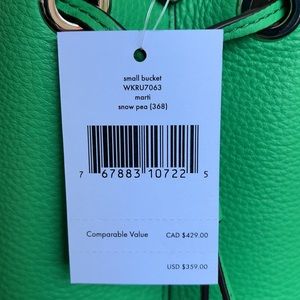 small bucket
WKRU7063
marti
snow pea (368)
7 67883 10722 5
Comparable Value CAD $429.00
USD $359.00